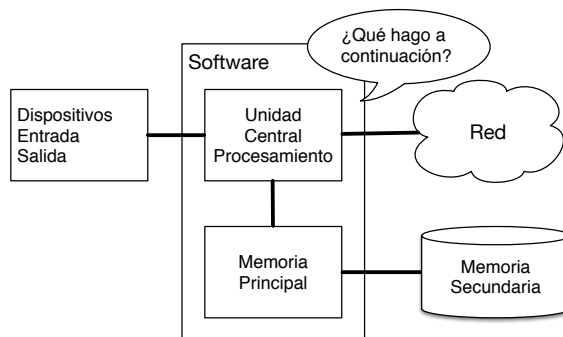 ¿Qué hago a
continuación?
Software
Dispositivos
Entrada
Salida
Unidad
Central
Procesamiento
Red
Memoria
Principal
Memoria
Secundaria